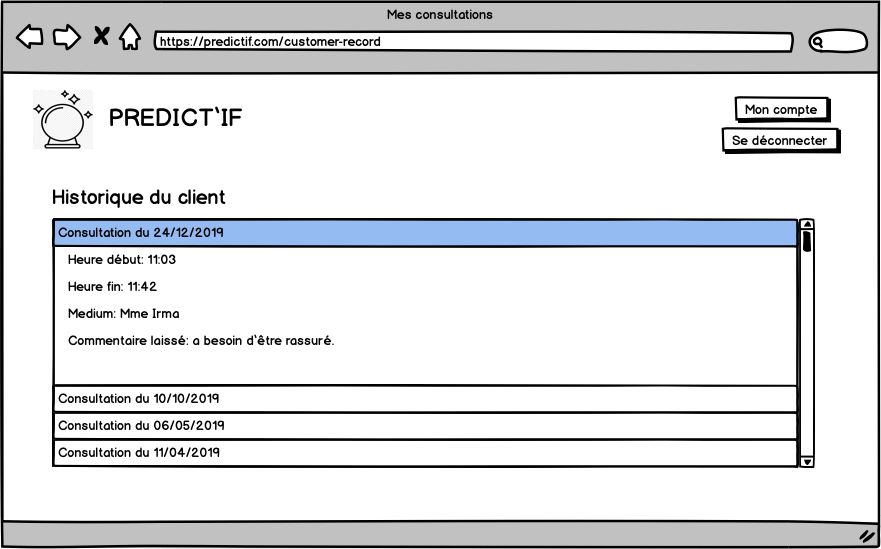 Mes consultations
https://predictif.com/customer-record
PREDICT'IF
Mon compte
Se déconnecter
Historique du client
Consultation du 24/12/2019
Heure début: 11:03
Heure fin: 11:42
Medium: Mme Irma
Commentaire laissé: a besoin d'être rassuré.
Consultation du 10/10/2019
Consultation du 06/05/2019
Consultation du 11/04/2019